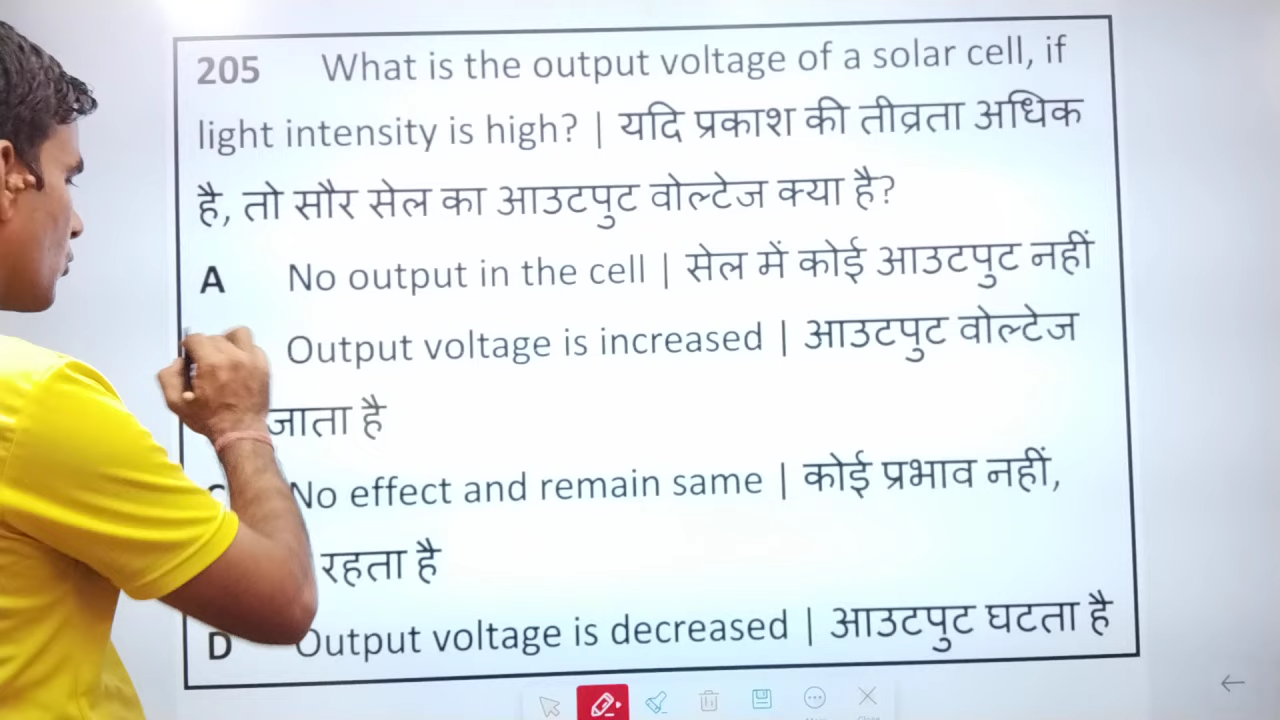 205 What is the output voltage of a solar cell, if
light intensity is high? | यदि प्रकाश की तीव्रता अधिक
है, तो सौर सेल का आउटपुट वोल्टेज क्या है?
A No output in the cell | सेल में कोई आउटपुट नहीं
Output voltage is increased | आउटपुट वोल्टेज
जाता है
No effect and remain same | कोई प्रभाव नहीं,
रहता है
D Output voltage is decreased | आउटपुट घटता है